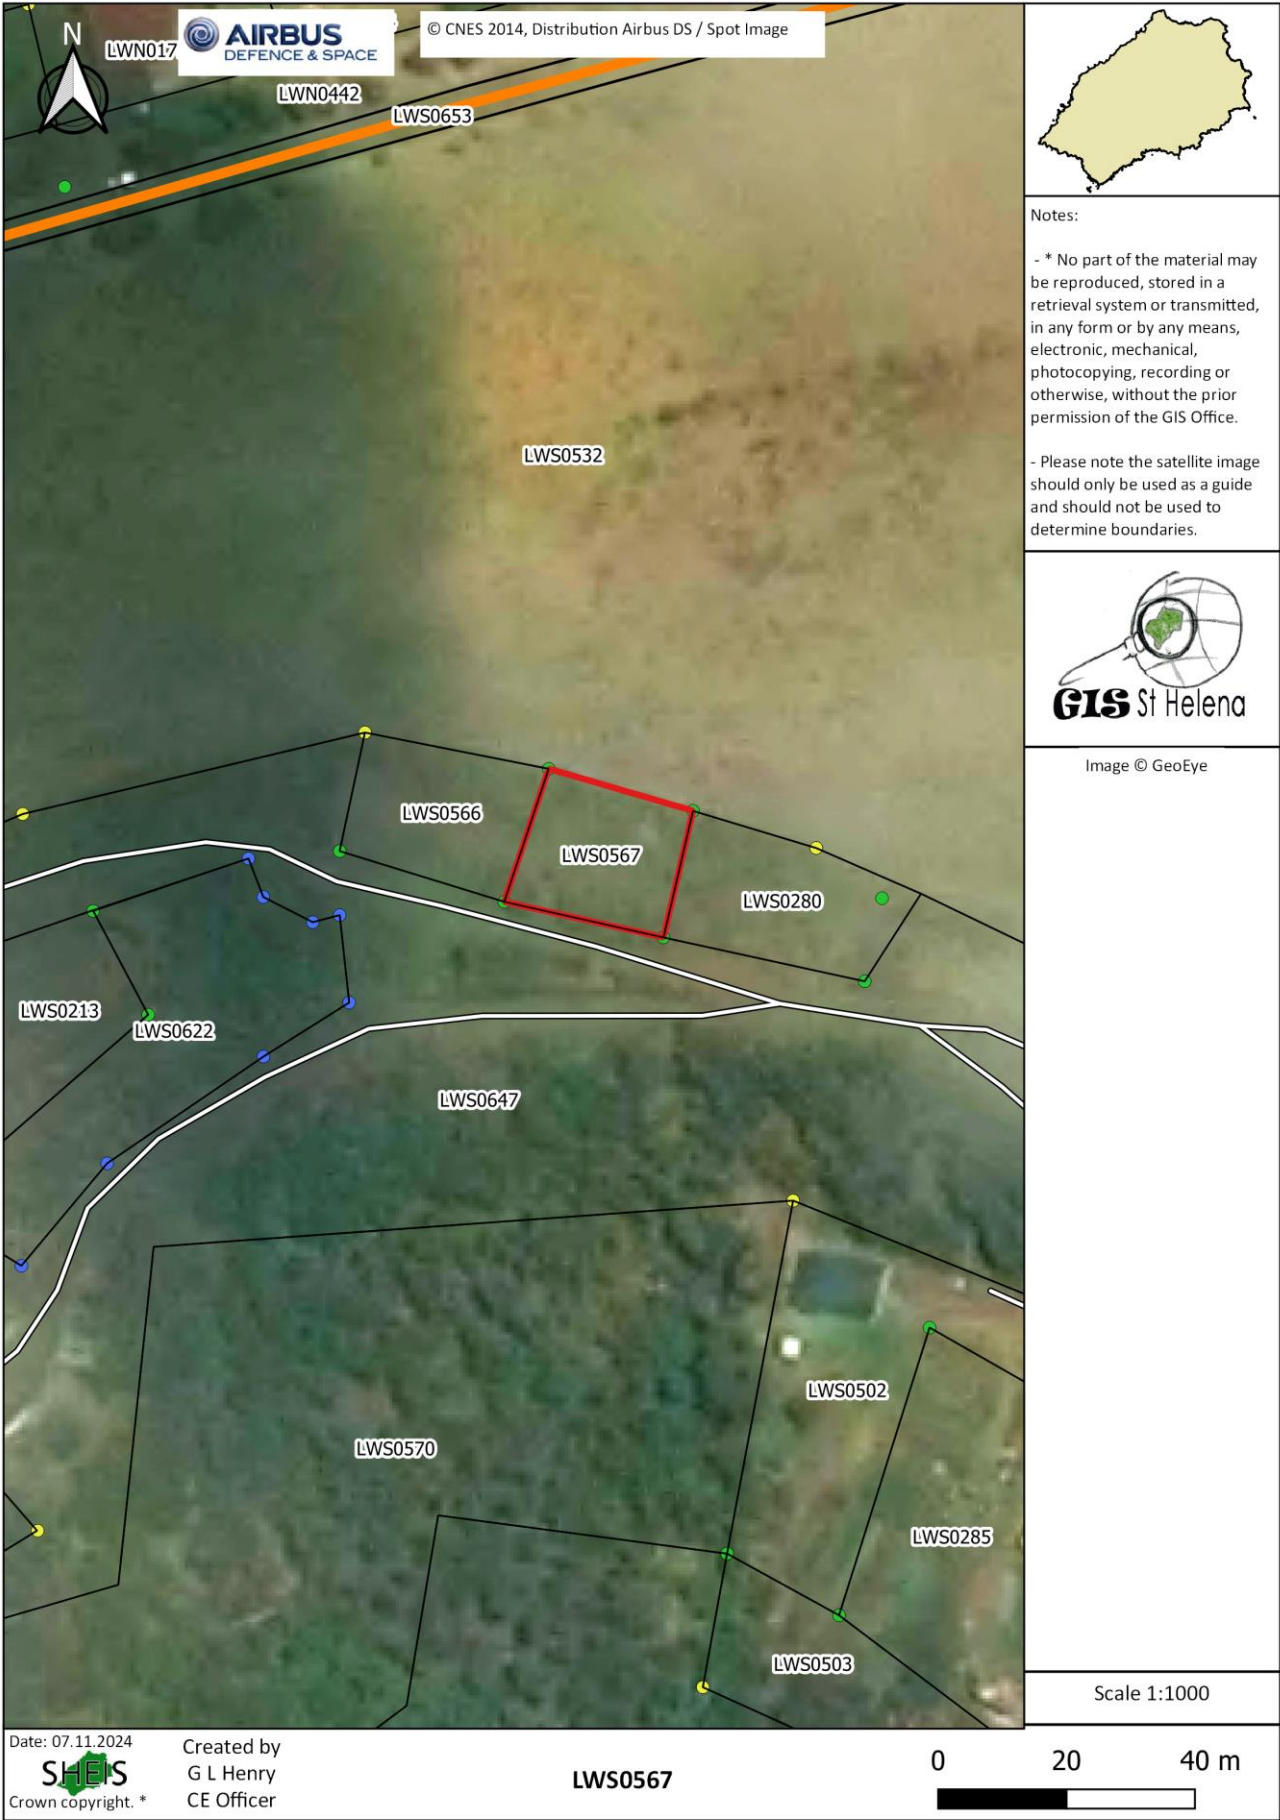 N
LWN017
AIRBUS
DEFENCE & SPACE
© CNES 2014, Distribution Airbus DS / Spot Image
LWN0442
LWS0653
LWS0532
LWS0566
LWS0567
LWS0280
LWS0213
LWS0622
LWS0647
LWS0502
LWS0570
LWS0285
LWS0503
Notes:
- * No part of the material may
be reproduced, stored in a
retrieval system or transmitted,
in any form or by any means,
electronic, mechanical,
photocopying, recording or
otherwise, without the prior
permission of the GIS Office.
- Please note the satellite image
should only be used as a guide
and should not be used to
determine boundaries.
GIS St Helena
Image © GeoEye
Scale 1:1000
Date: 07.11.2024
SHEIS
Crown copyright. *
Created by
G L Henry
CE Officer
LWS0567
0 20 40 m